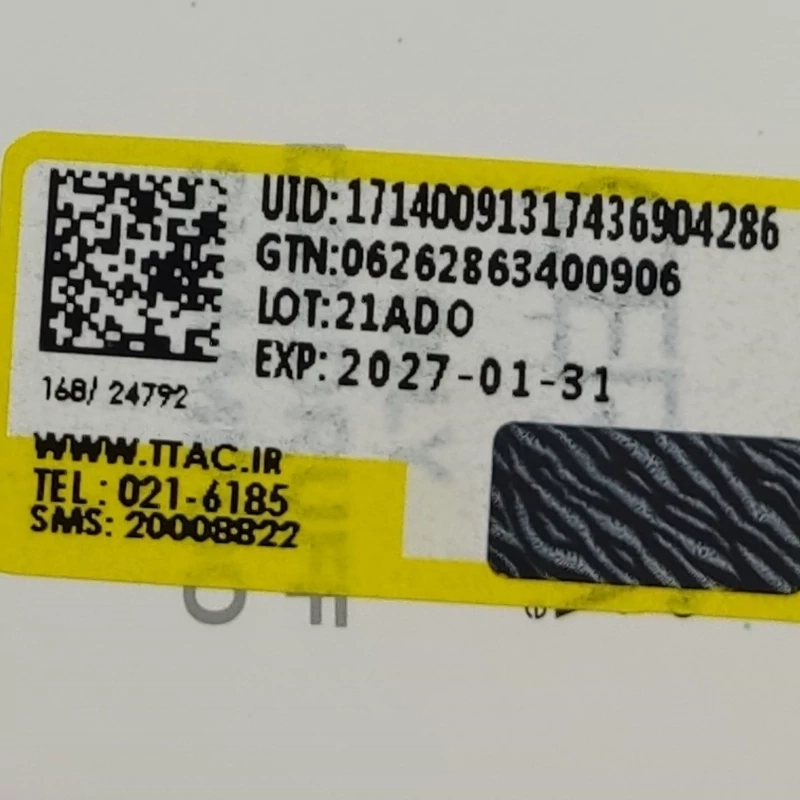 UID:17140091317436904286
GTN:06262863400906
LOT:21ADO
EXP: 2027-01-31
168/ 24792
WWW.TTAC.IR
TEL : 021-6185
SMS: 20008822